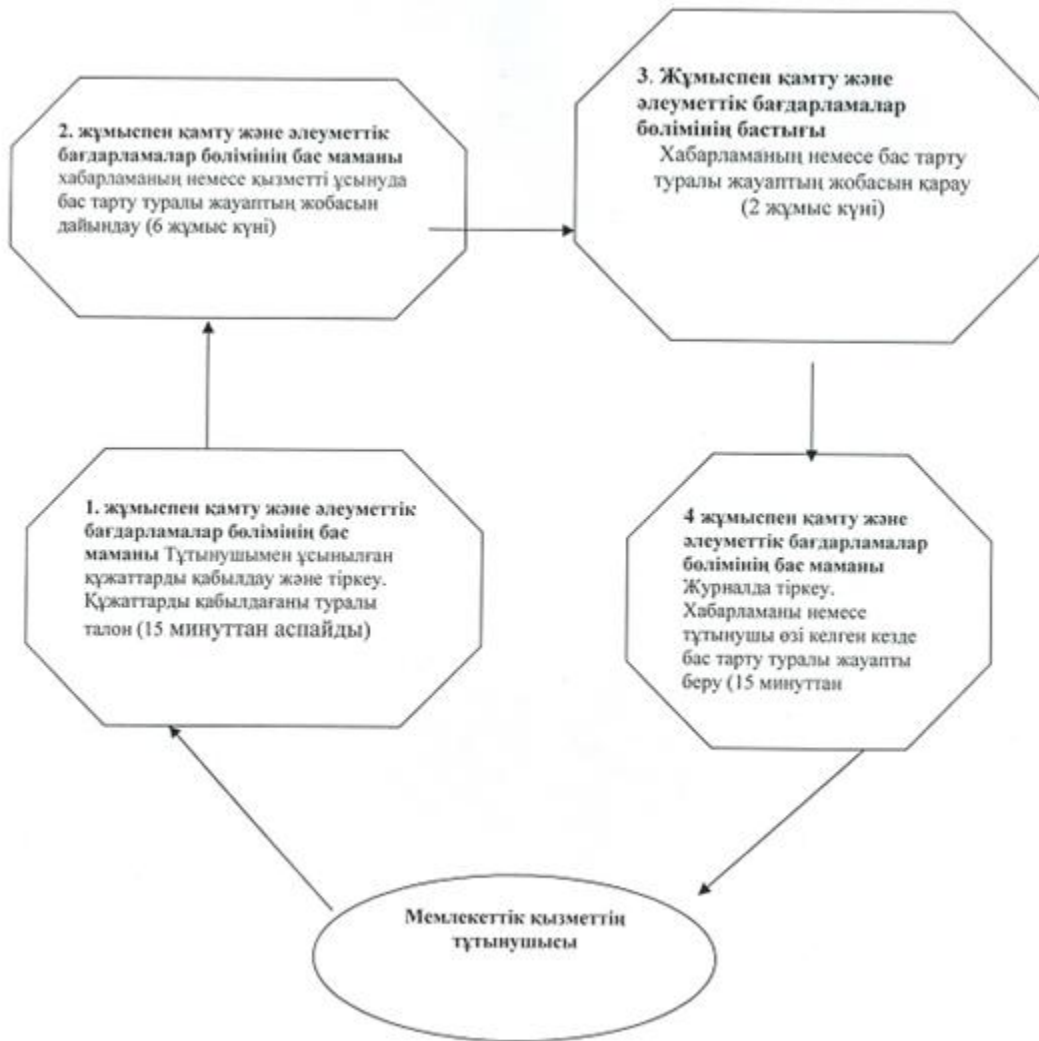 2. жұмыспен қамту және әлеуметтік
бағдарламалар бөлімінің бас маманы
хабарламаның немесе қызметті ұсынуда
бас тарту туралы жауаптың жобасын
дайындау (6 жұмыс күні)
3. Жұмыспен қамту және
әлеуметтік бағдарламалар
бөлімінің бастығы
Хабарламаның немесе бас тарту
туралы жауаптың жобасын қарау
(2 жұмыс күні)
1. жұмыспен қамту және әлеуметтік
бағдарламалар бөлімінің бас
маманы Тұтынушымен ұсынылған
құжаттарды қабылдау және тіркеу.
Құжаттарды қабылдағаны туралы
талон (15 минуттан аспайды)
4 жұмыспен қамту және
әлеуметтік бағдарламалар
бөлімінің бас маманы
Журналда тіркеу.
Хабарламаны немесе
тұтынушы өзі келген кезде
бас тарту туралы жауапты
беру (15 минуттан
Мемлекеттік қызметтің
тұтынушысы